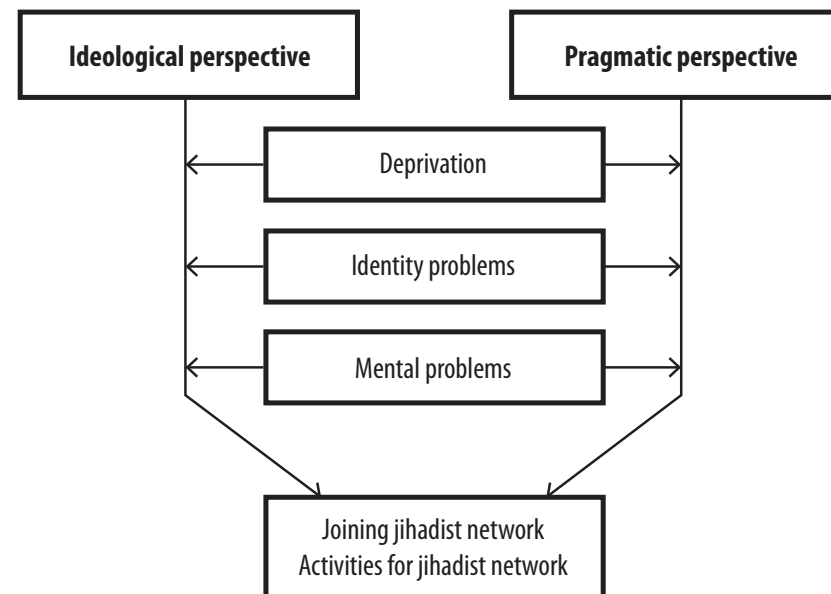 Ideological perspective
Pragmatic perspective
Deprivation
Identity problems
Mental problems
Joining jihadist network
Activities for jihadist network